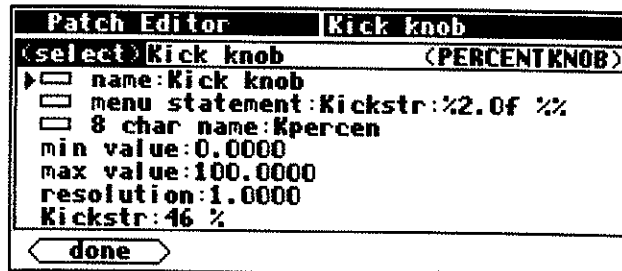 Patch Editor Kick knob
(select) Kick knob (PERCENTKNOB)
name:Kick knob
menu statement:Kickstr:%2.0f %%
8 char name:Kpercen
min value:0.0000
max value:100.0000
resolution:1.0000
Kickstr:46 %
done